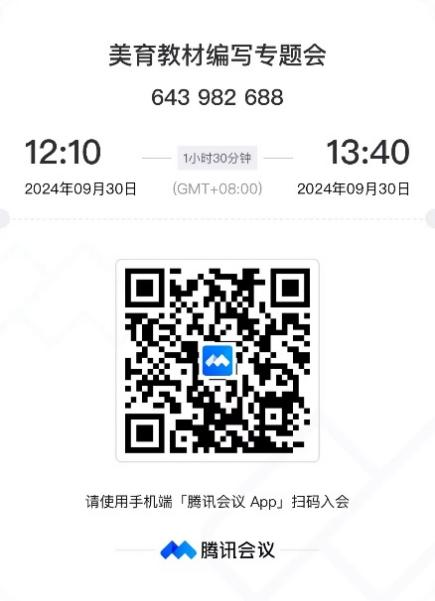 美育教材编写专题会
643 982 688
12:10 1小时30分钟 13:40
2024年09月30日 (GMT+08:00) 2024年09月30日
请使用手机端「腾讯会议 App」扫码入会
腾讯会议